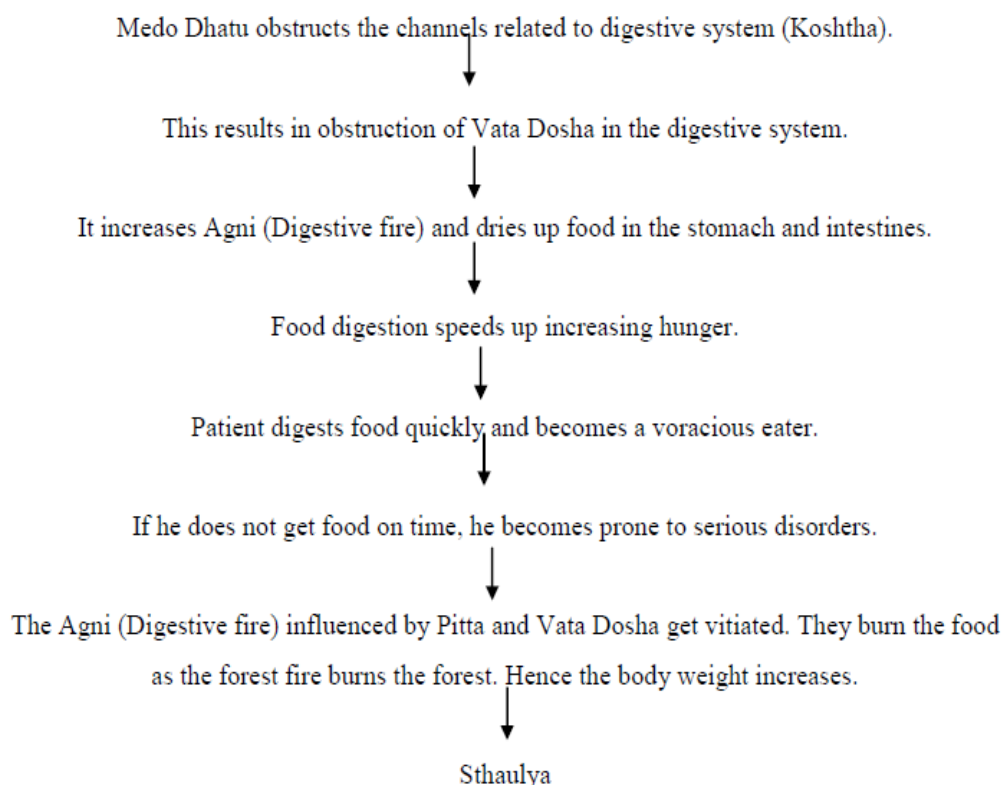 Medo Dhatu obstructs the channels related to digestive system (Koshtha).
This results in obstruction of Vata Dosha in the digestive system.
It increases Agni (Digestive fire) and dries up food in the stomach and intestines.
Food digestion speeds up increasing hunger.
Patient digests food quickly and becomes a voracious eater.
If he does not get food on time, he becomes prone to serious disorders.
The Agni (Digestive fire) influenced by Pitta and Vata Dosha get vitiated. They burn the food
as the forest fire burns the forest. Hence the body weight increases.
Sthaulya